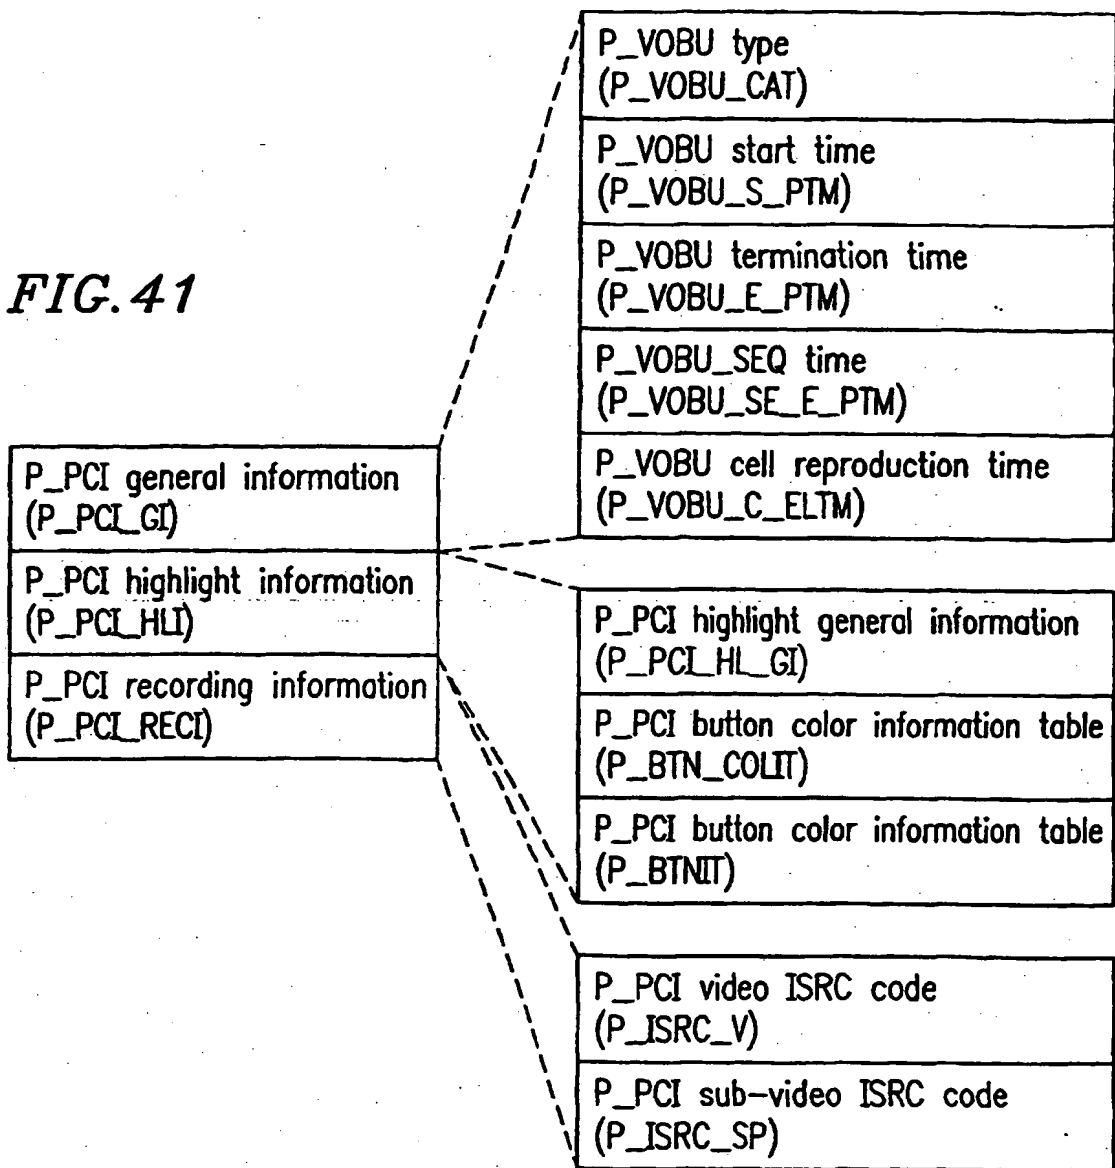 FIG. 41
P_PCI general information
(P_PCI_GI)
P_PCI highlight information
(P_PCI_HLI)
P_PCI recording information
(P_PCI_RECI)
P_VOBU type
(P_VOBU_CAT)
P_VOBU start time
(P_VOBU_S_PTM)
P_VOBU termination time
(P_VOBU_E_PTM)
P_VOBU_SEQ time
(P_VOBU_SE_E_PTM)
P_VOBU cell reproduction time
(P_VOBU_C_ELTM)
P_PCI highlight general information
(P_PCI_HL_GI)
P_PCI button color information table
(P_BTN_COLIT)
P_PCI button color information table
(P_BTNIT)
P_PCI video ISRC code
(P_ISRC_V)
P_PCI sub-video ISRC code
(P_ISRC_SP)